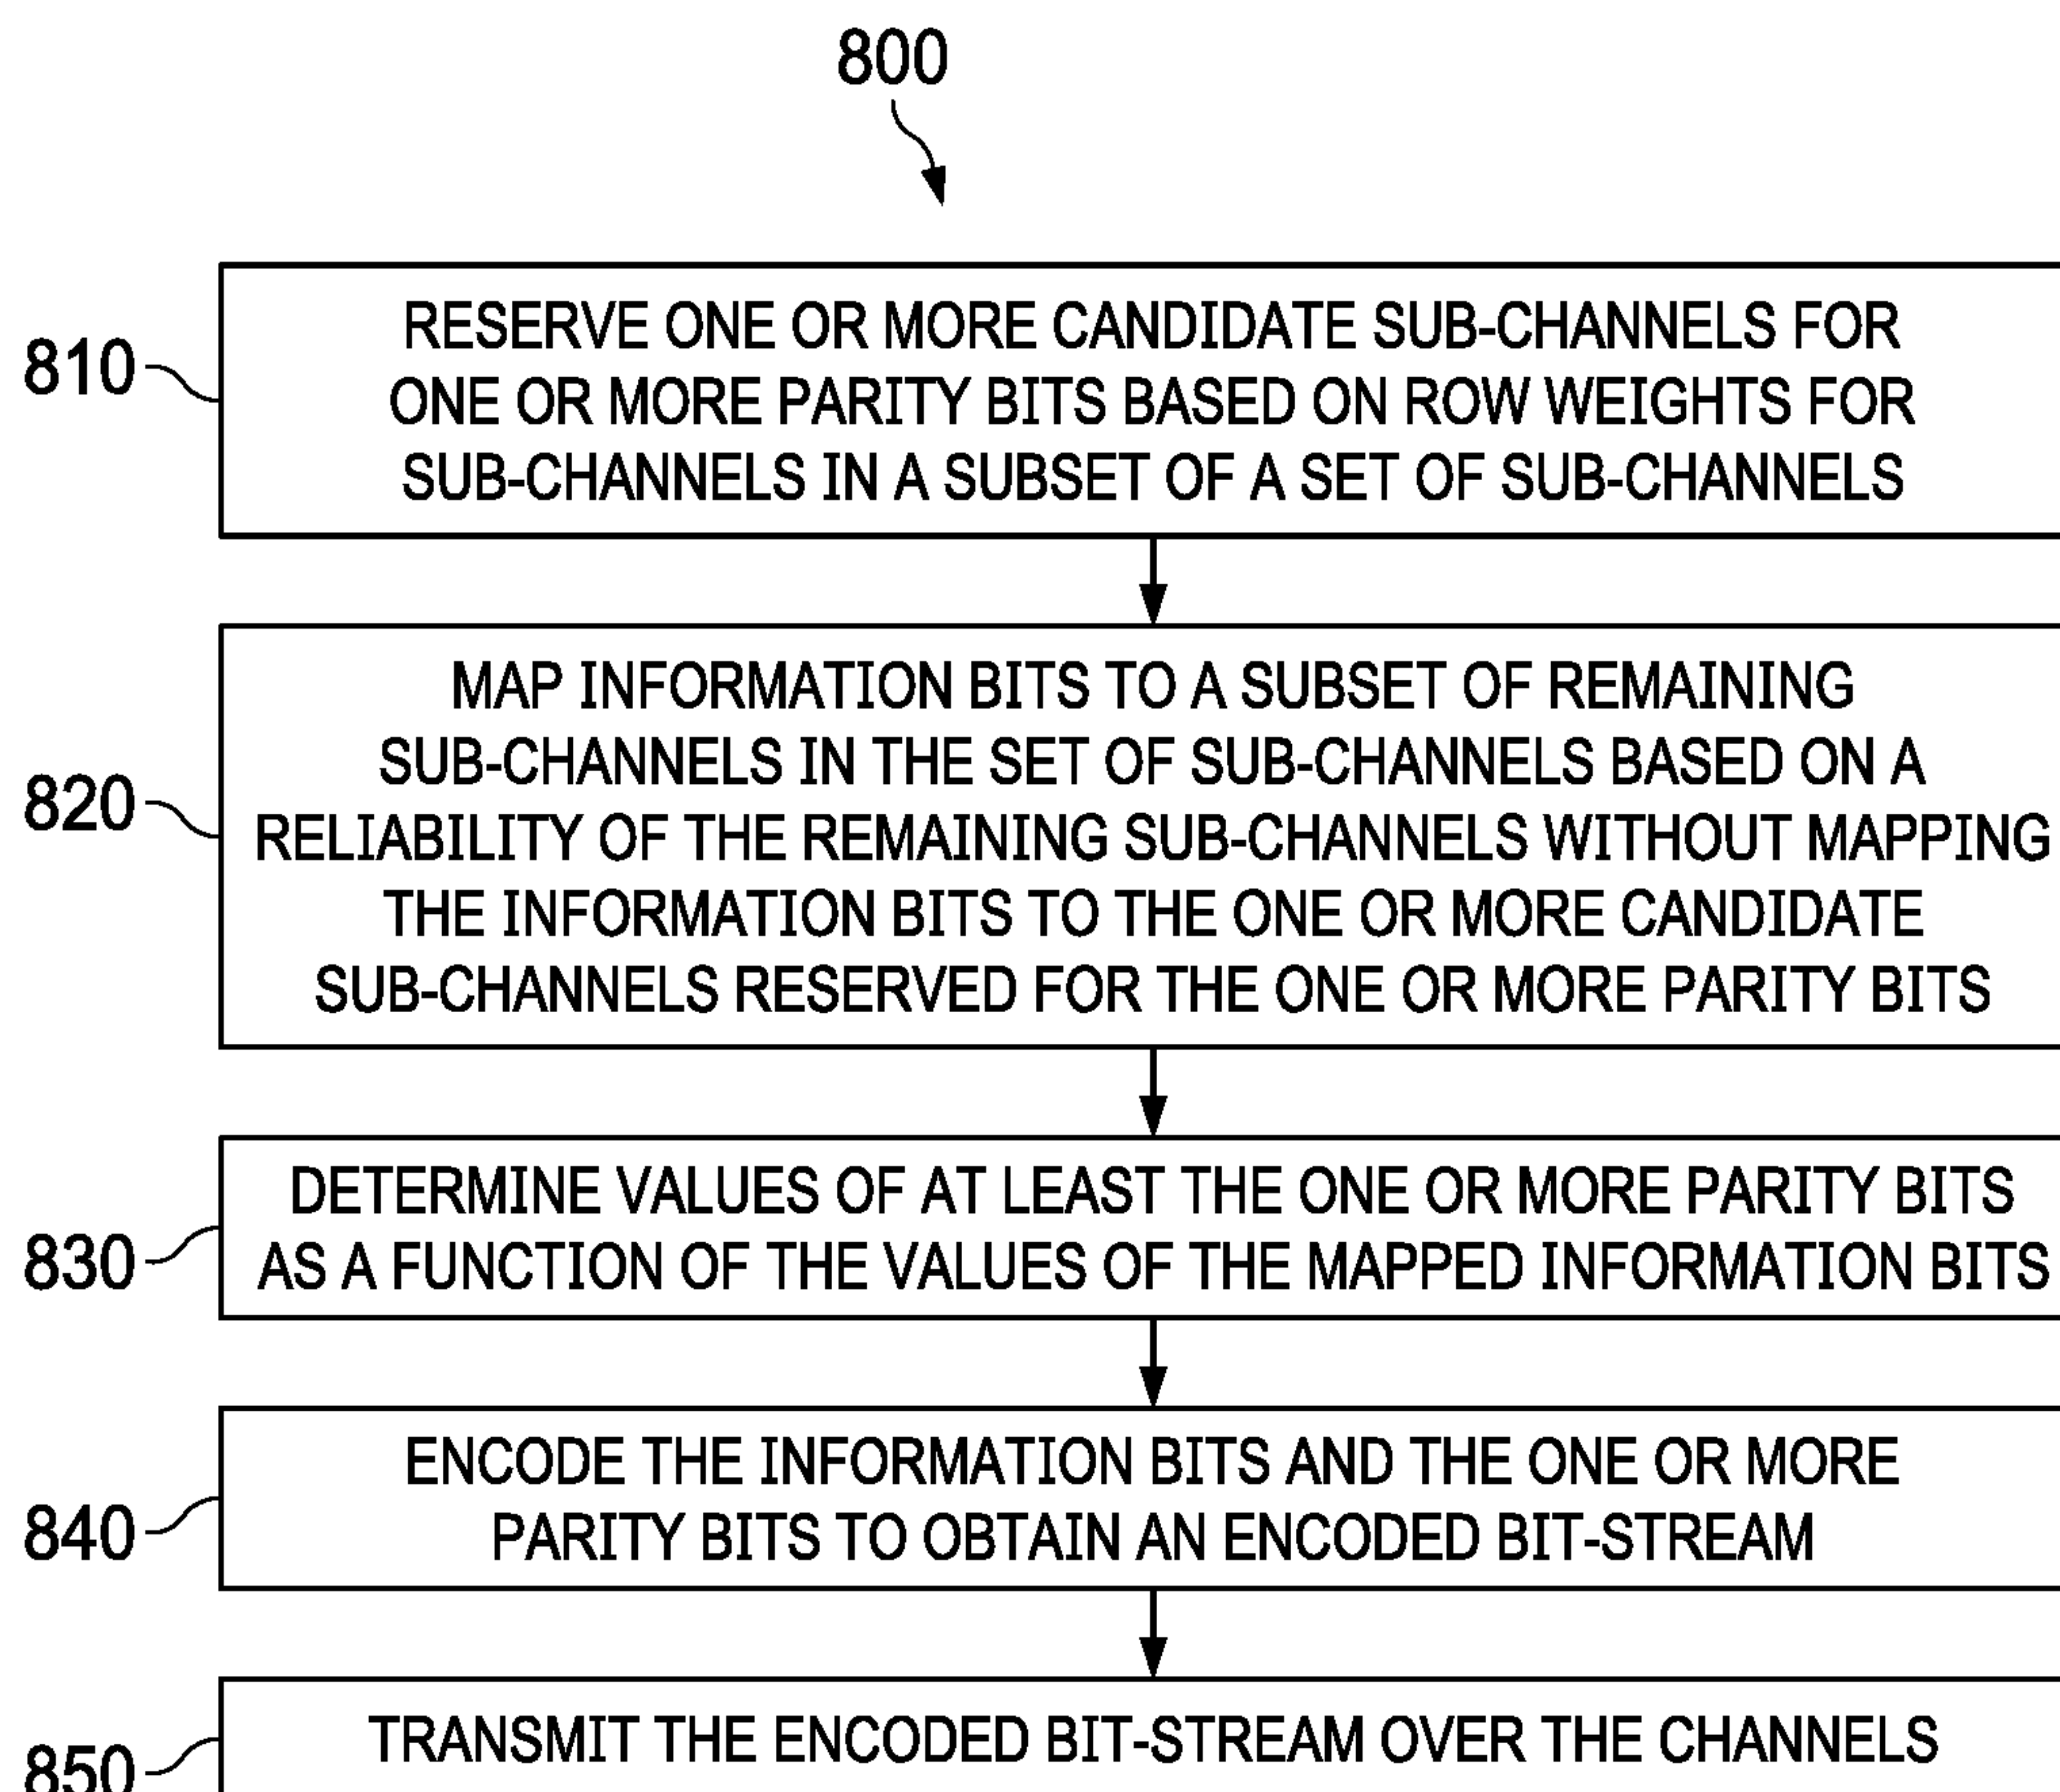 800
810
RESERVE ONE OR MORE CANDIDATE SUB-CHANNELS FOR
ONE OR MORE PARITY BITS BASED ON ROW WEIGHTS FOR
SUB-CHANNELS IN A SUBSET OF A SET OF SUB-CHANNELS
820
MAP INFORMATION BITS TO A SUBSET OF REMAINING
SUB-CHANNELS IN THE SET OF SUB-CHANNELS BASED ON A
RELIABILITY OF THE REMAINING SUB-CHANNELS WITHOUT MAPPING
THE INFORMATION BITS TO THE ONE OR MORE CANDIDATE
SUB-CHANNELS RESERVED FOR THE ONE OR MORE PARITY BITS
830
DETERMINE VALUES OF AT LEAST THE ONE OR MORE PARITY BITS
AS A FUNCTION OF THE VALUES OF THE MAPPED INFORMATION BITS
840
ENCODE THE INFORMATION BITS AND THE ONE OR MORE
PARITY BITS TO OBTAIN AN ENCODED BIT-STREAM
850
TRANSMIT THE ENCODED BIT-STREAM OVER THE CHANNELS